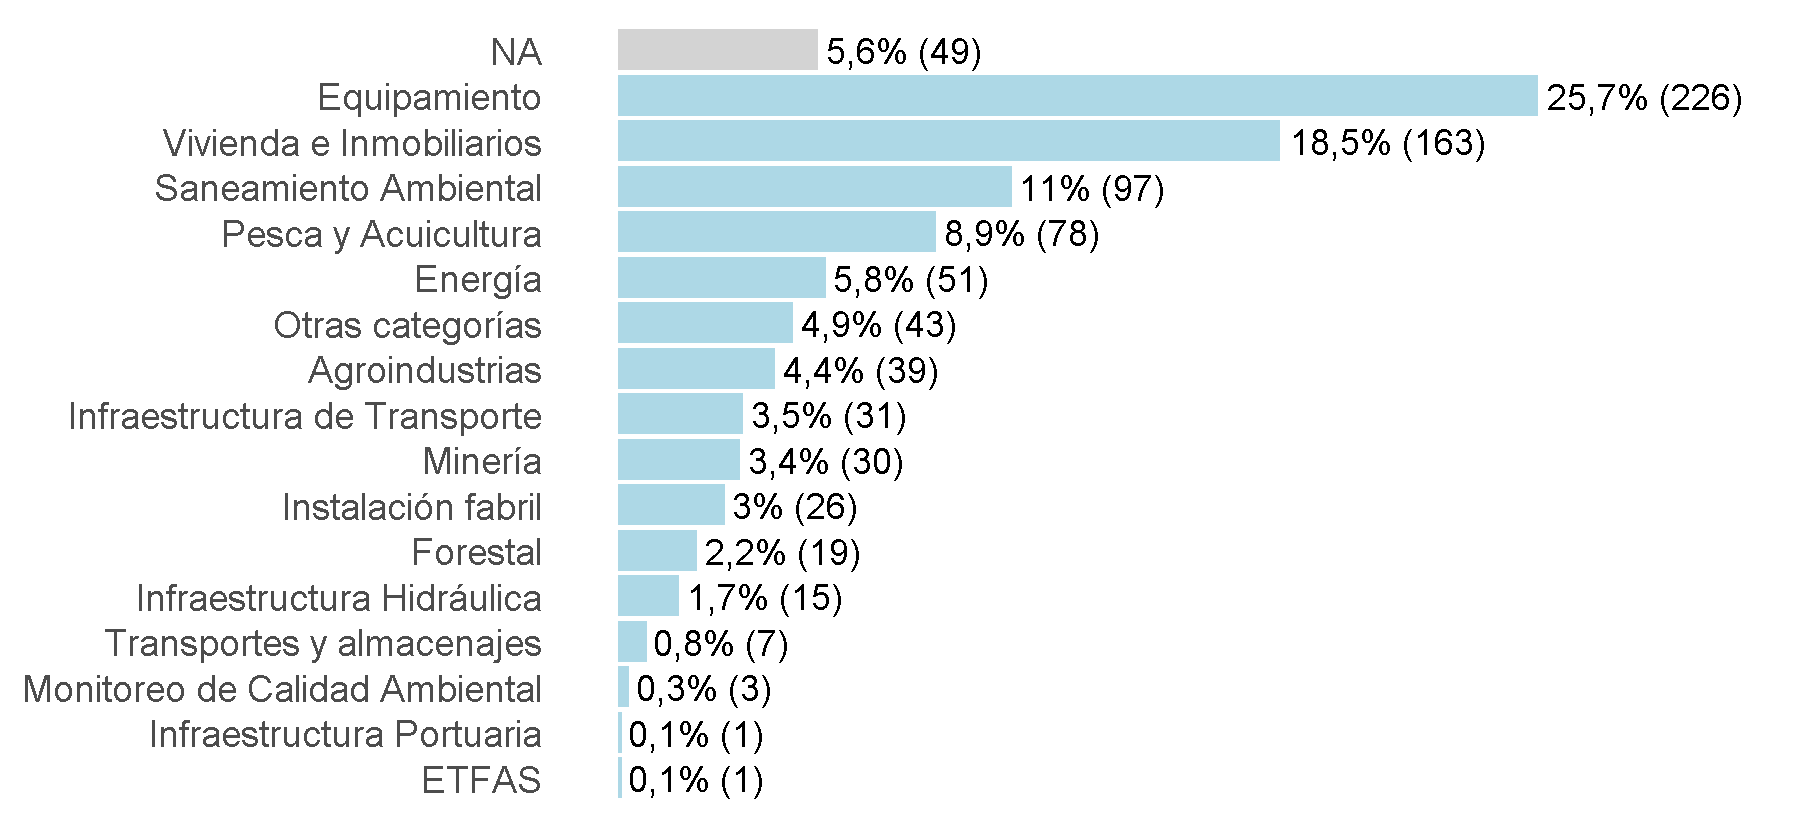 NA 5,6% (49)
Equipamiento 25,7% (226)
Vivienda e Inmobiliarios 18,5% (163)
Saneamiento Ambiental 11% (97)
Pesca y Acuicultura 8,9% (78)
Energía 5,8% (51)
Otras categorías 4,9% (43)
Agroindustrias 4,4% (39)
Infraestructura de Transporte 3,5% (31)
Minería 3,4% (30)
Instalación fabril 3% (26)
Forestal 2,2% (19)
Infraestructura Hidráulica 1,7% (15)
Transportes y almacenajes 0,8% (7)
Monitoreo de Calidad Ambiental 0,3% (3)
Infraestructura Portuaria 0,1% (1)
ETFAS 0,1% (1)